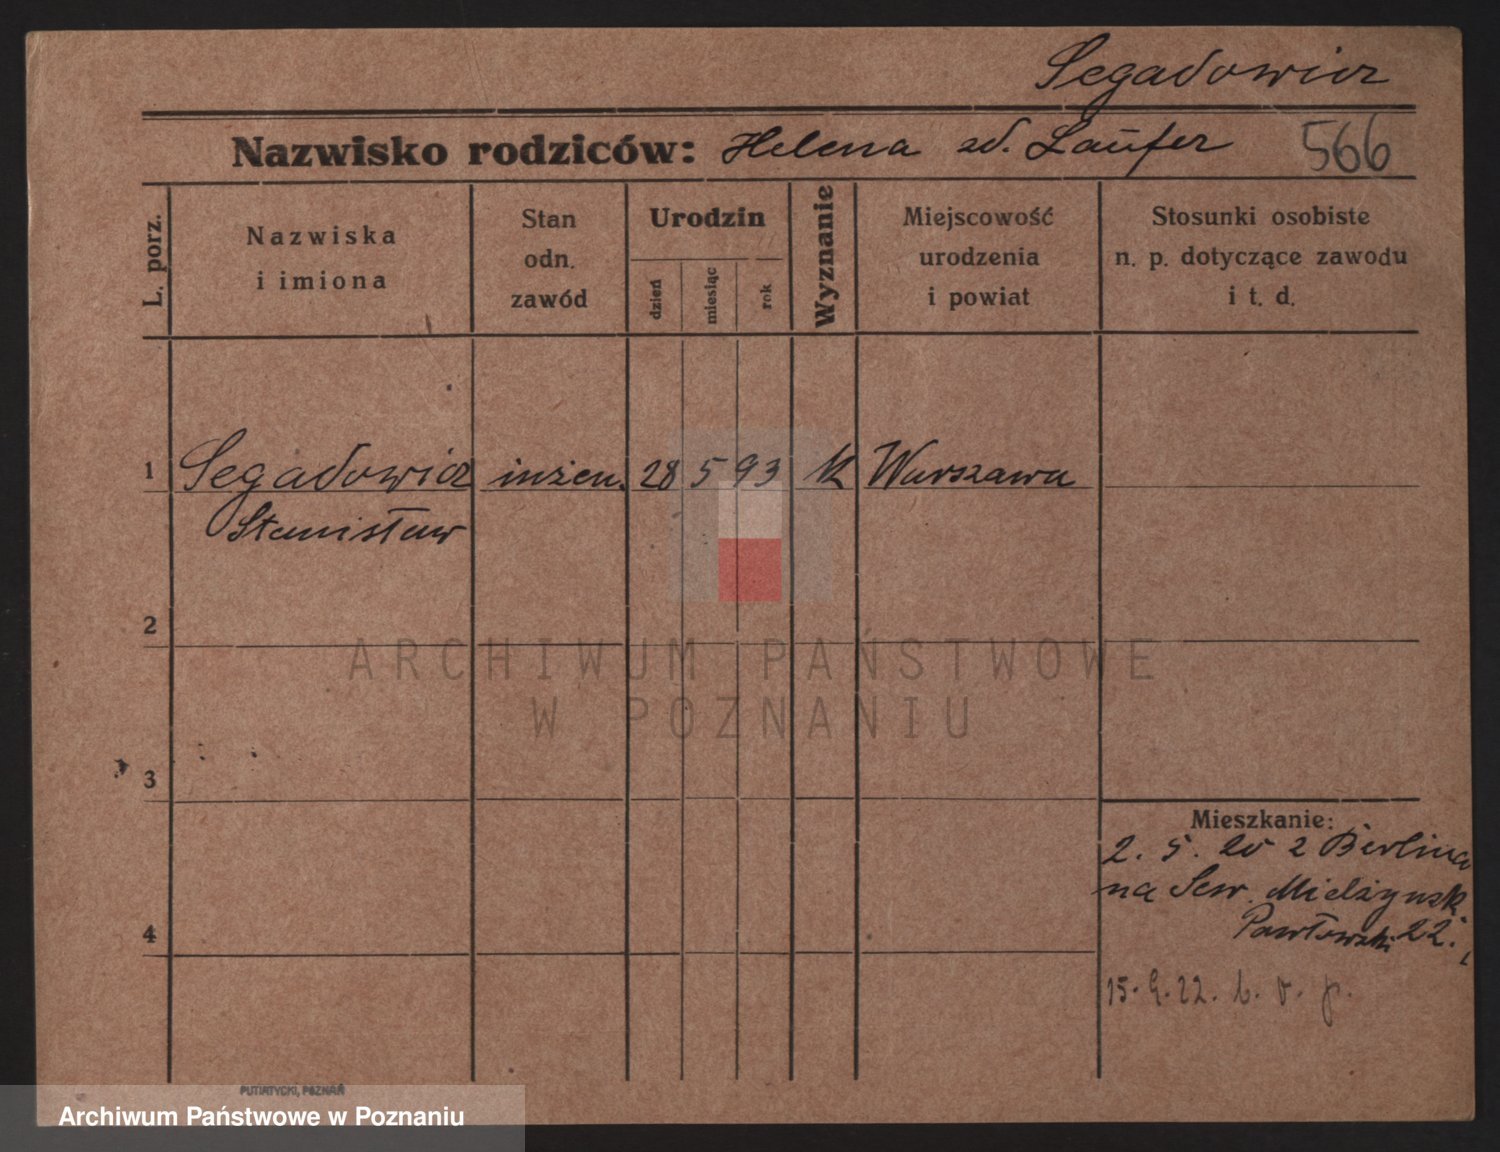 Segadowicz
Nazwisko rodziców: Helena zd. Laufer 566
L. porz.
Nazwiska
i imiona
Stan
odn.
zawód
Urodzin
dzień
miesiąc
rok
Wyznanie
Miejscowość
urodzenia
i powiat
Stosunki osobiste
n. p. dotyczące zawodu
i t. d.
1 Segadowicz inżen. 28 5 93 k Warszawa
Stanisław
2
ARCHIWUM PAŃSTWOWE
W POZNANIU
3
Mieszkanie:
2. 5. 20 z Berlina
na Sew. Mielżyńsk.
4
Pawłowski 22.
15. 9. 22.
PUTIATYCKI, POZNAŃ
Archiwum Państwowe w Poznaniu